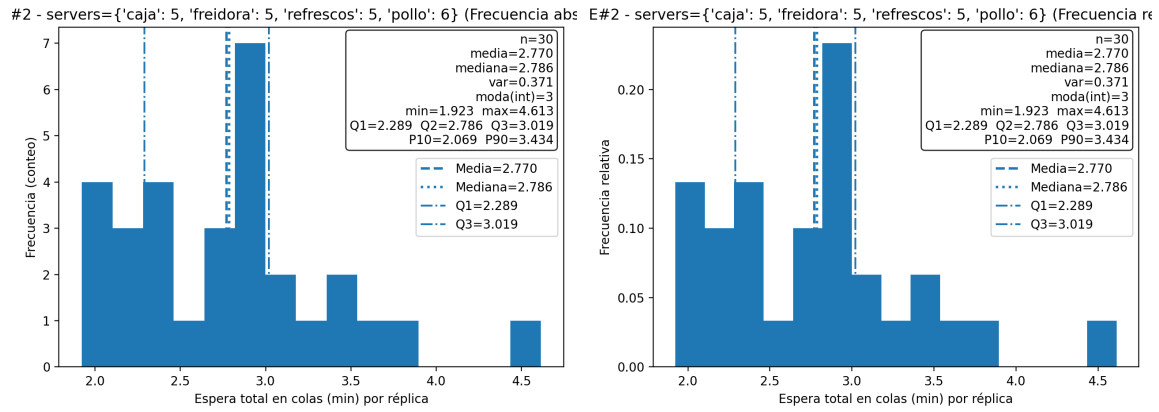 #2 - servers={'caja': 5, 'freidora': 5, 'refrescos': 5, 'pollo': 6} (Frecuencia abs
n=30
media=2.770
mediana=2.786
var=0.371
moda(int)=3
min=1.923 max=4.613
Q1=2.289 Q2=2.786 Q3=3.019
P10=2.069 P90=3.434
Media=2.770
Mediana=2.786
Q1=2.289
Q3=3.019
Frecuencia (conteo)
7
6
5
4
3
2
1
0
2.0 2.5 3.0 3.5 4.0 4.5
Espera total en colas (min) por réplica
E#2 - servers={'caja': 5, 'freidora': 5, 'refrescos': 5, 'pollo': 6} (Frecuencia re
n=30
media=2.770
mediana=2.786
var=0.371
moda(int)=3
min=1.923 max=4.613
Q1=2.289 Q2=2.786 Q3=3.019
P10=2.069 P90=3.434
Media=2.770
Mediana=2.786
Q1=2.289
Q3=3.019
Frecuencia relativa
0.20
0.15
0.10
0.05
0.00
2.0 2.5 3.0 3.5 4.0 4.5
Espera total en colas (min) por réplica